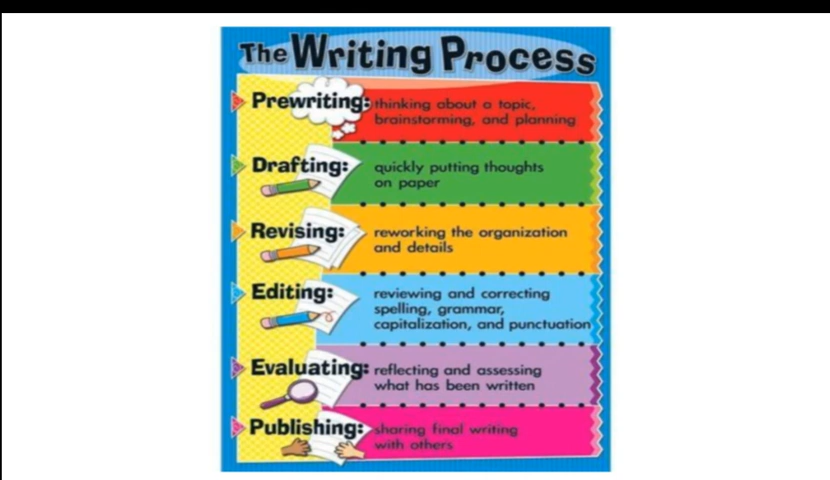 The Writing Process
Prewriting: thinking about a topic,
brainstorming, and planning
Drafting: quickly putting thoughts
on paper
Revising: reworking the organization
and details
Editing: reviewing and correcting
spelling, grammar,
capitalization, and punctuation
Evaluating: reflecting and assessing
what has been written
Publishing: sharing final writing
with others